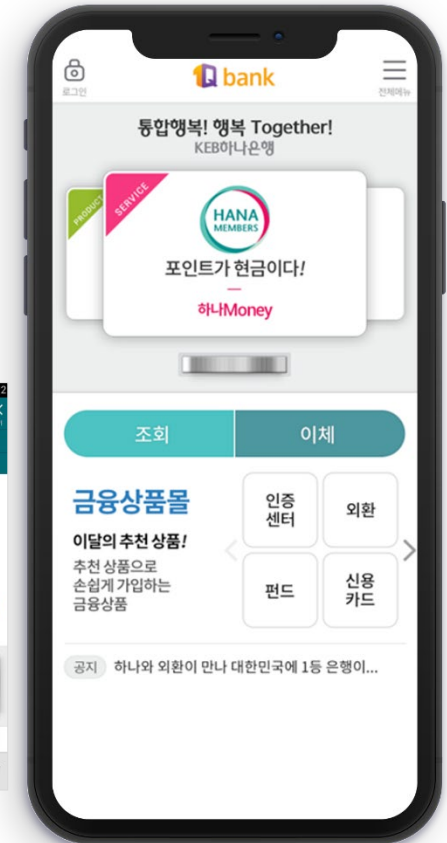 로그인
1Q bank
전체메뉴
통합행복! 행복 Together!
KEB하나은행
PRODUCT
SERVICE
HANA
MEMBERS
포인트가 현금이다!
하나Money
조회
이체
금융상품몰
이달의 추천 상품!
추천 상품으로
손쉽게 가입하는
금융상품
인증
센터
외환
펀드
신용
카드
공지 하나와 외환이 만나 대한민국에 1등 은행이...